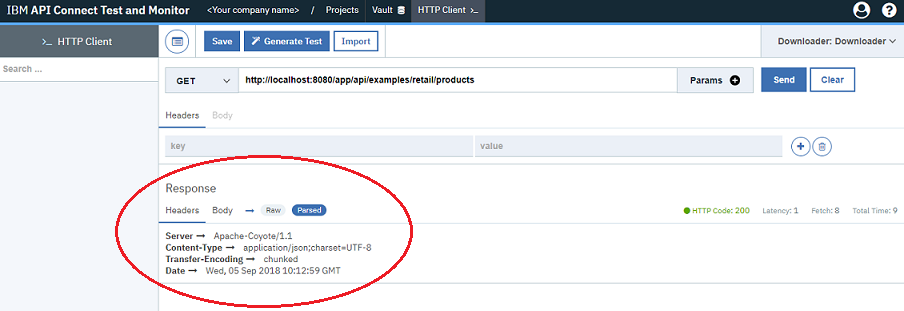 IBM API Connect Test and Monitor <Your company name> / Projects Vault HTTP Client >_ ?
>_ HTTP Client Save Generate Test Import Downloader: Downloader
Search ...
GET http://localhost:8080/app/api/examples/retail/products Params Send Clear
Headers Body
key value
Response
Headers Body → Raw Parsed HTTP Code: 200 Latency: 1 Fetch: 8 Total Time: 9
Server → Apache-Coyote/1.1
Content-Type → application/json;charset=UTF-8
Transfer-Encoding → chunked
Date → Wed, 05 Sep 2018 10:12:59 GMT